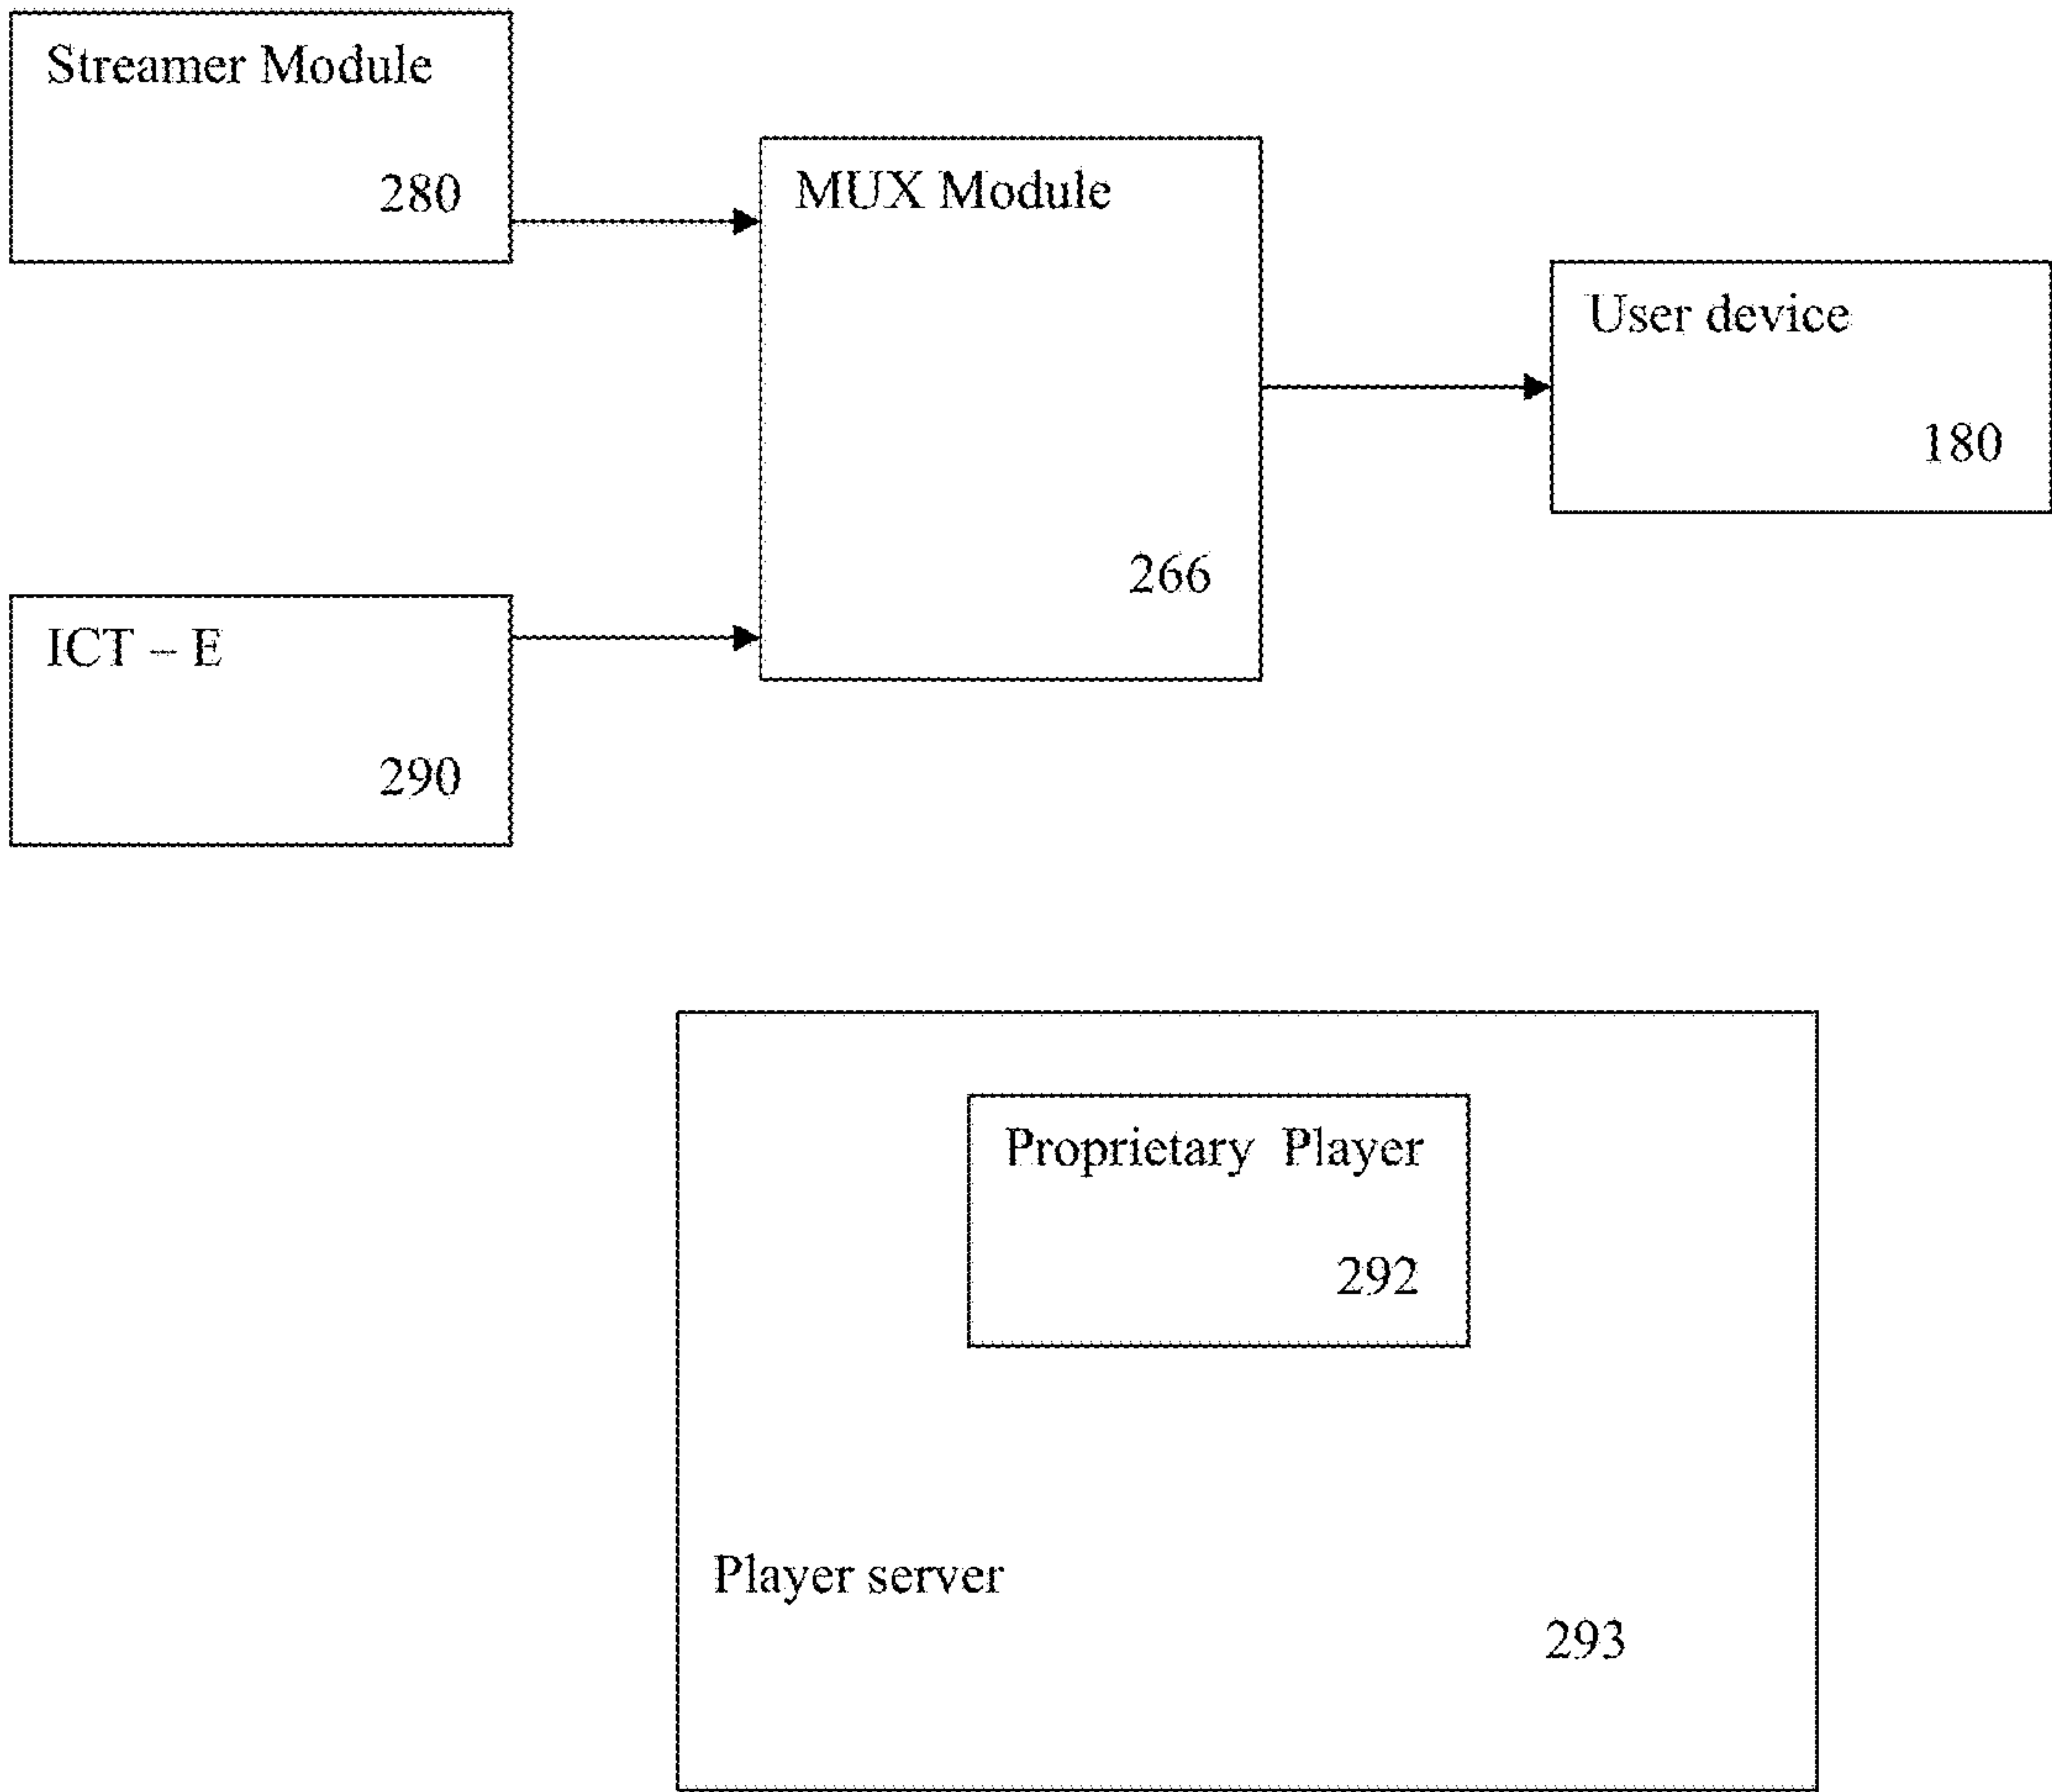 Streamer Module
280
MUX Module
266
User device
180
ICT – E
290
Proprietary Player
292
Player server
293